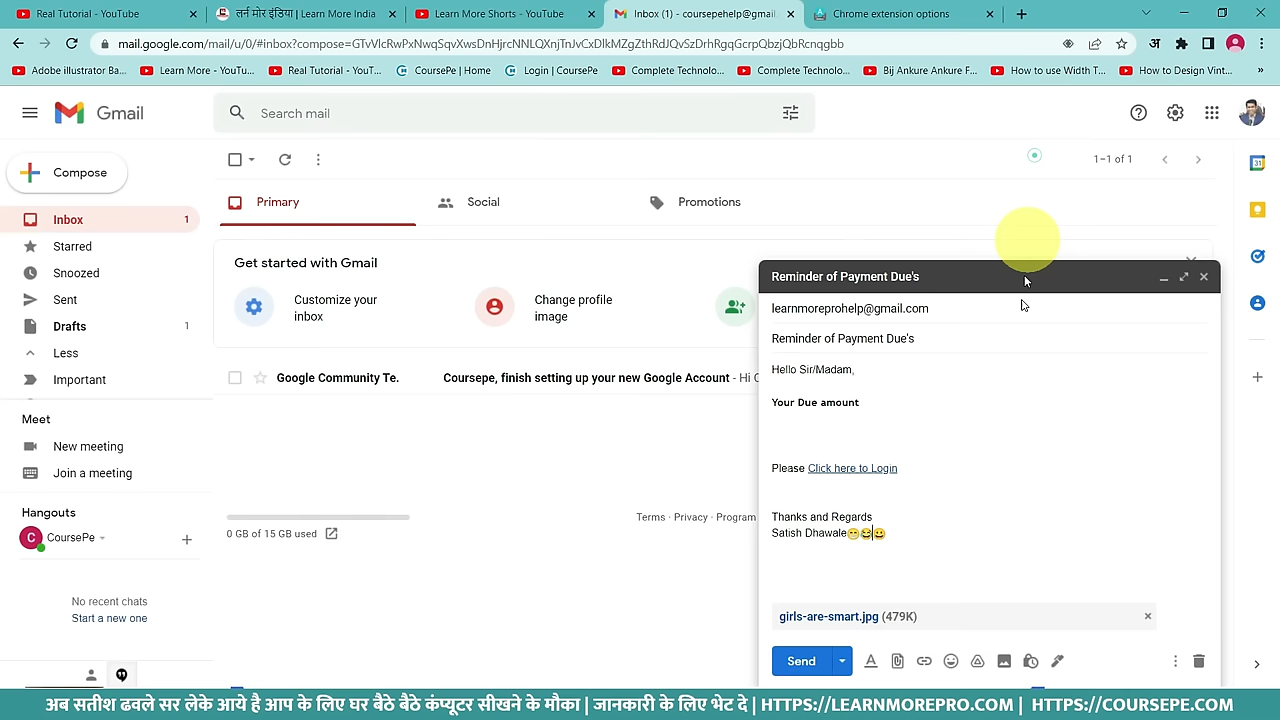 Real Tutorial - YouTube
लर्न मोर इंडिया | Learn More India
Learn More Shorts - YouTube
Inbox (1) - coursepehelp@gmail.
Chrome extension options
mail.google.com/mail/u/0/#inbox?compose=GTvVlcRwPxNwqSqvXwsDnHjrcNNLQXnjTnJvCxDlkMZgZthRdJQvSzDrhRgqGcrpQbzjQbRcnqgbb
अ
Adobe illustrator Ba...
Learn More - YouTu...
Real Tutorial - YouT...
CoursePe | Home
Login | CoursePe
Complete Technolo...
Complete Technolo...
Bij Ankure Ankure F...
How to use Width T...
How to Design Vint...
Gmail
Search mail
Compose
1–1 of 1
31
Primary
Social
Promotions
Inbox 1
Starred
Snoozed
Sent
Drafts 1
Less
Important
Get started with Gmail
Customize your
inbox
Change profile
image
Google Community Te.
Coursepe, finish setting up your new Google Account - Hi C
Meet
New meeting
Join a meeting
Hangouts
C CoursePe
No recent chats
Start a new one
0 GB of 15 GB used
Terms · Privacy · Program
Reminder of Payment Due's
learnmoreprohelp@gmail.com
Reminder of Payment Due's
Hello Sir/Madam,
Your Due amount
Please Click here to Login
Thanks and Regards
Satish Dhawale😁😂😀
girls-are-smart.jpg (479K)
Send
अब सतीश ढवले सर लेके आये है आप के लिए घर बैठे बैठे कंप्यूटर सीखने के मौका | जानकारी के लिए भेट दे | HTTPS://LEARNMOREPRO.COM | HTTPS://COURSEPE.COM